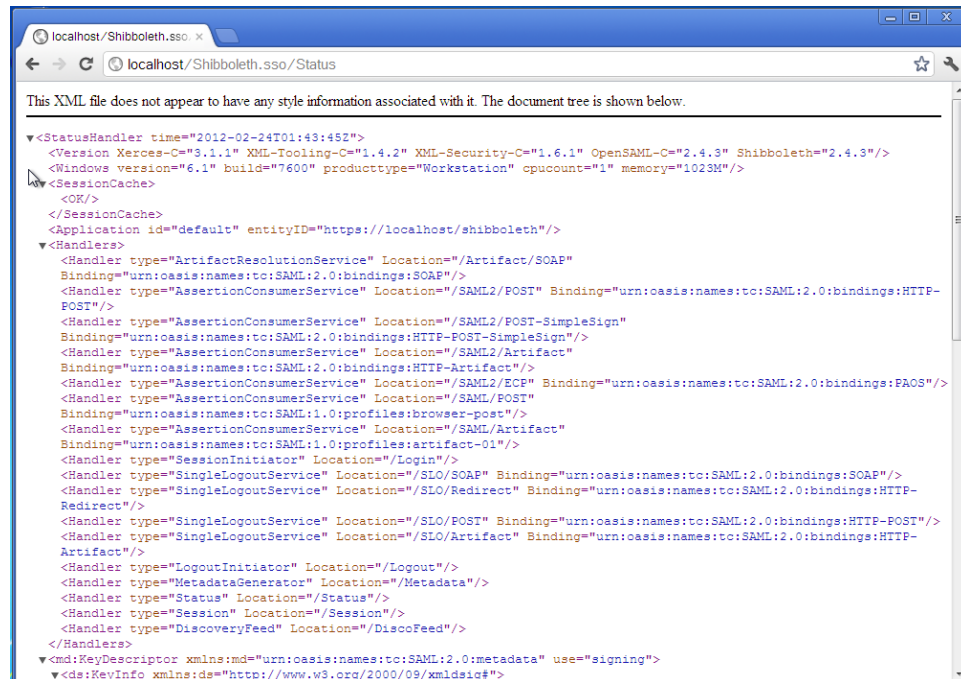 localhost/Shibboleth.sso
localhost/Shibboleth.sso/Status
This XML file does not appear to have any style information associated with it. The document tree is shown below.
▼<StatusHandler time="2012-02-24T01:43:45Z">
<Version Xerces-C="3.1.1" XML-Tooling-C="1.4.2" XML-Security-C="1.6.1" OpenSAML-C="2.4.3" Shibboleth="2.4.3"/>
<Windows version="6.1" build="7600" producttype="Workstation" cpucount="1" memory="1023M"/>
▼<SessionCache>
<OK/>
</SessionCache>
<Application id="default" entityID="https://localhost/shibboleth"/>
▼<Handlers>
<Handler type="ArtifactResolutionService" Location="/Artifact/SOAP"
Binding="urn:oasis:names:tc:SAML:2.0:bindings:SOAP"/>
<Handler type="AssertionConsumerService" Location="/SAML2/POST" Binding="urn:oasis:names:tc:SAML:2.0:bindings:HTTP-
POST"/>
<Handler type="AssertionConsumerService" Location="/SAML2/POST-SimpleSign"
Binding="urn:oasis:names:tc:SAML:2.0:bindings:HTTP-POST-SimpleSign"/>
<Handler type="AssertionConsumerService" Location="/SAML2/Artifact"
Binding="urn:oasis:names:tc:SAML:2.0:bindings:HTTP-Artifact"/>
<Handler type="AssertionConsumerService" Location="/SAML2/ECP" Binding="urn:oasis:names:tc:SAML:2.0:bindings:PAOS"/>
<Handler type="AssertionConsumerService" Location="/SAML/POST"
Binding="urn:oasis:names:tc:SAML:1.0:profiles:browser-post"/>
<Handler type="AssertionConsumerService" Location="/SAML/Artifact"
Binding="urn:oasis:names:tc:SAML:1.0:profiles:artifact-01"/>
<Handler type="SessionInitiator" Location="/Login"/>
<Handler type="SingleLogoutService" Location="/SLO/SOAP" Binding="urn:oasis:names:tc:SAML:2.0:bindings:SOAP"/>
<Handler type="SingleLogoutService" Location="/SLO/Redirect" Binding="urn:oasis:names:tc:SAML:2.0:bindings:HTTP-
Redirect"/>
<Handler type="SingleLogoutService" Location="/SLO/POST" Binding="urn:oasis:names:tc:SAML:2.0:bindings:HTTP-POST"/>
<Handler type="SingleLogoutService" Location="/SLO/Artifact" Binding="urn:oasis:names:tc:SAML:2.0:bindings:HTTP-
Artifact"/>
<Handler type="LogoutInitiator" Location="/Logout"/>
<Handler type="MetadataGenerator" Location="/Metadata"/>
<Handler type="Status" Location="/Status"/>
<Handler type="Session" Location="/Session"/>
<Handler type="DiscoveryFeed" Location="/DiscoFeed"/>
</Handlers>
▼<md:KeyDescriptor xmlns:md="urn:oasis:names:tc:SAML:2.0:metadata" use="signing">
▼<ds:KeyInfo xmlns:ds="http://www.w3.org/2000/09/xmldsig#">